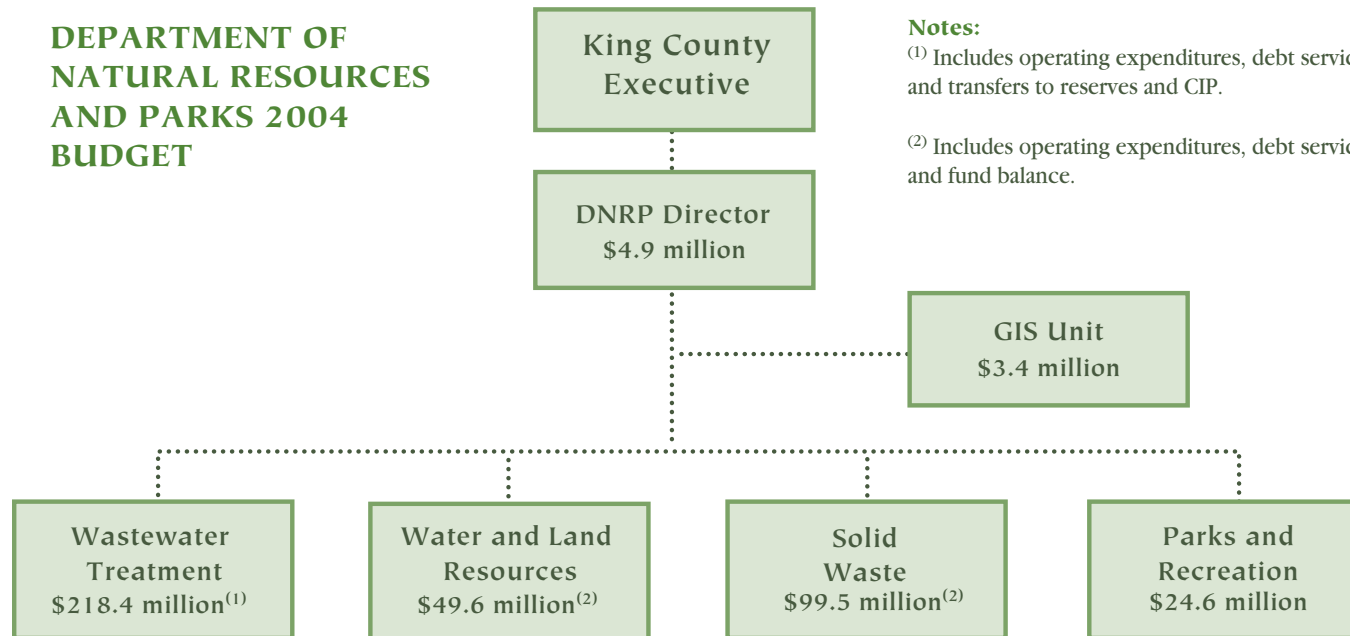 DEPARTMENT OF
NATURAL RESOURCES
AND PARKS 2004
BUDGET
King County
Executive
Notes:
(1) Includes operating expenditures, debt servic
and transfers to reserves and CIP.
(2) Includes operating expenditures, debt servic
and fund balance.
DNRP Director
$4.9 million
GIS Unit
$3.4 million
Wastewater
Treatment
$218.4 million(1)
Water and Land
Resources
$49.6 million(2)
Solid
Waste
$99.5 million(2)
Parks and
Recreation
$24.6 million